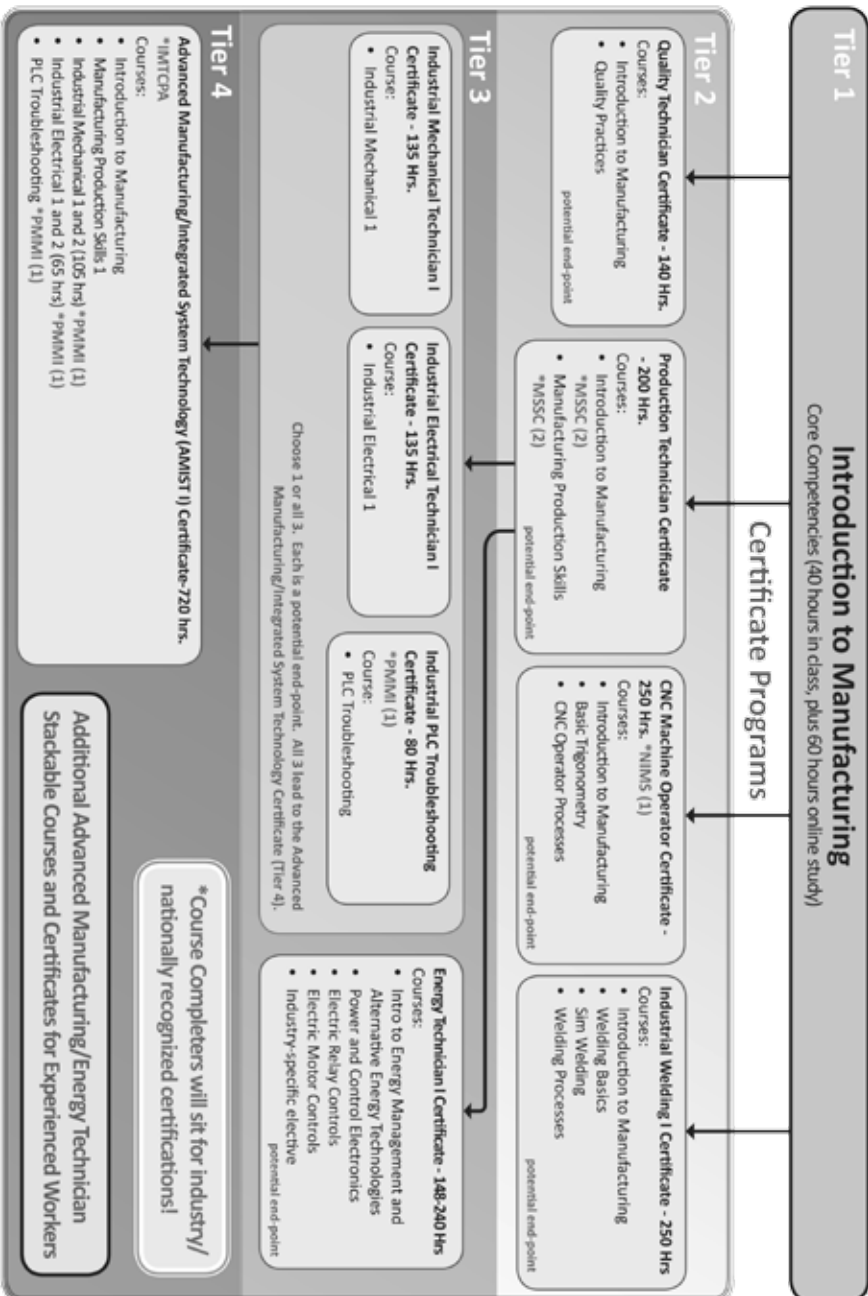 Tier 1
Introduction to Manufacturing
Core Competencies (40 hours in class, plus 60 hours online study)
Certificate Programs
Tier 2
Quality Technician Certificate - 140 Hrs.
Courses:
• Introduction to Manufacturing
• Quality Practices
potential end-point
Production Technician Certificate
- 200 Hrs.
Courses:
• Introduction to Manufacturing
*MSSC (2)
• Manufacturing Production Skills
*MSSC (2)
potential end-point
CNC Machine Operator Certificate -
250 Hrs. *NIMS (1)
Courses:
• Introduction to Manufacturing
• Basic Trigonometry
• CNC Operator Processes
potential end-point
Industrial Welding I Certificate - 250 Hrs
Courses:
• Introduction to Manufacturing
• Welding Basics
• Sim Welding
• Welding Processes
potential end-point
Tier 3
Industrial Mechanical Technician I
Certificate - 135 Hrs.
Course:
• Industrial Mechanical 1
Industrial Electrical Technician I
Certificate - 135 Hrs.
Course:
• Industrial Electrical 1
Industrial PLC Troubleshooting
Certificate - 80 Hrs.
*PMMI (1)
Course:
• PLC Troubleshooting
Choose 1 or all 3. Each is a potential end-point. All 3 lead to the Advanced
Manufacturing/Integrated System Technology Certificate (Tier 4).
Energy Technician I Certificate - 148-240 Hrs
Courses:
• Intro to Energy Management and
Alternative Energy Technologies
• Power and Control Electronics
• Electric Relay Controls
• Electric Motor Controls
• Industry-specific elective
potential end-point
Tier 4
Advanced Manufacturing/Integrated System Technology (AMIST I) Certificate-720 hrs.
*IMTCPA
Courses:
• Introduction to Manufacturing
• Manufacturing Production Skills 1
• Industrial Mechanical 1 and 2 (105 hrs) *PMMI (1)
• Industrial Electrical 1 and 2 (65 hrs) *PMMI (1)
• PLC Troubleshooting *PMMI (1)
*Course Completers will sit for industry/
nationally recognized certifications!
Additional Advanced Manufacturing/Energy Technician
Stackable Courses and Certificates for Experienced Workers